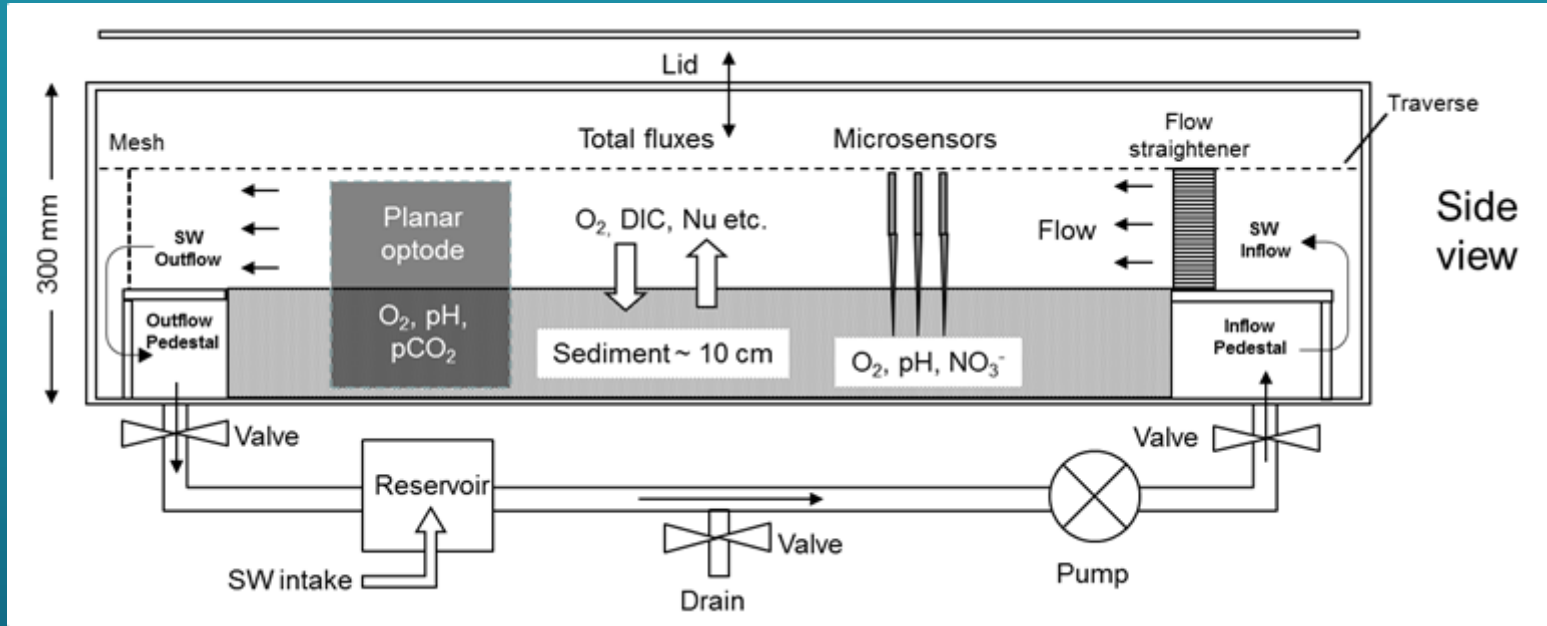 Lid
Traverse
Mesh
Total fluxes
Microsensors
Flow
straightener
300 mm
Planar
optode
O₂, DIC, Nu etc.
Flow
SW
Outflow
SW
Inflow
Side
view
Outflow
Pedestal
O₂, pH,
pCO₂
Sediment ~ 10 cm
O₂, pH, NO₃⁻
Inflow
Pedestal
Valve
Valve
Reservoir
Valve
SW intake
Drain
Pump